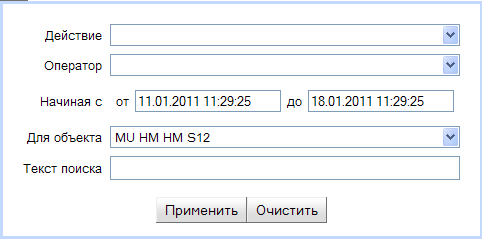 Действие
Оператор
Начиная с от 11.01.2011 11:29:25 до 18.01.2011 11:29:25
Для объекта MU HM HM S12
Текст поиска
Применить Очистить